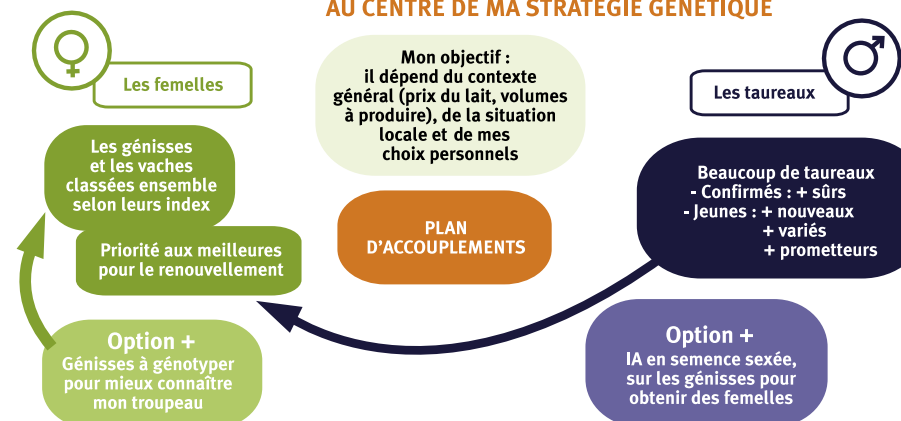 AU CENTRE DE MA STRATÉGIE GÉNÉTIQUE
Les femelles
Mon objectif :
il dépend du contexte
général (prix du lait, volumes
à produire), de la situation
locale et de mes
choix personnels
Les taureaux
Les génisses
et les vaches
classées ensemble
selon leurs index
Priorité aux meilleures
pour le renouvellement
PLAN
D’ACCOUPLEMENTS
Beaucoup de taureaux
- Confirmés : + sûrs
- Jeunes : + nouveaux
+ variés
+ prometteurs
Option +
Génisses à génotyper
pour mieux connaître
mon troupeau
Option +
IA en semence sexée,
sur les génisses pour
obtenir des femelles